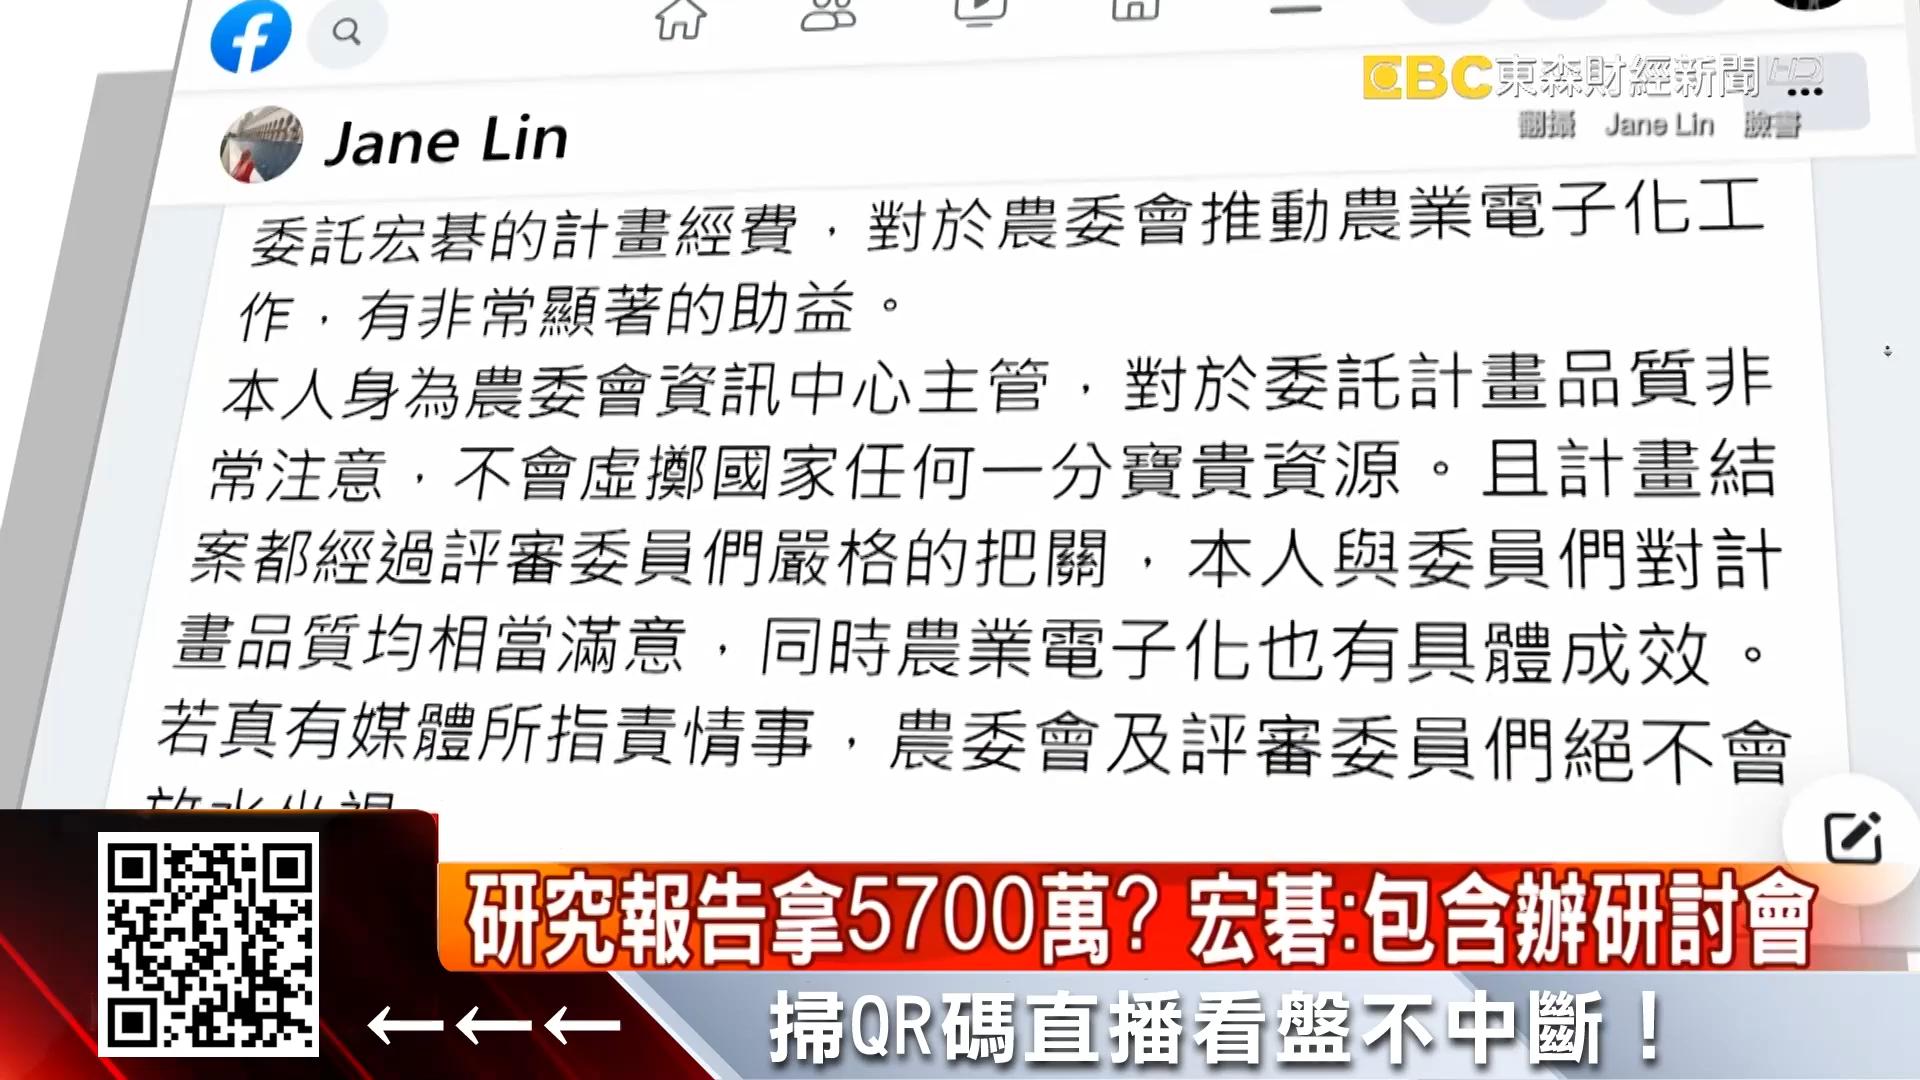 EBC東森財經新聞HD
翻攝 Jane Lin 臉書
Jane Lin
委託宏碁的計畫經費，對於農委會推動農業電子化工
作，有非常顯著的助益。
本人身為農委會資訊中心主管，對於委託計畫品質非
常注意，不會虛擲國家任何一分寶貴資源。且計畫結
案都經過評審委員們嚴格的把關，本人與委員們對計
畫品質均相當滿意，同時農業電子化也有具體成效。
若真有媒體所指責情事，農委會及評審委員們絕不會
研究報告拿5700萬? 宏碁:包含辦研討會
←←← 掃QR碼直播看盤不中斷！